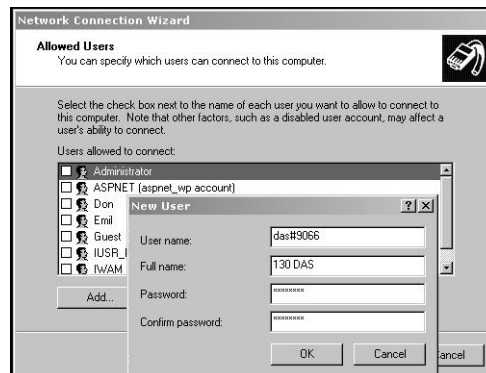 Network Connection Wizard
Allowed Users
You can specify which users can connect to this computer.
Select the check box next to the name of each user you want to allow to connect to
this computer. Note that other factors, such as a disabled user account, may affect a
user's ability to connect.
Users allowed to connect:
Administrator
ASPNET (aspnet_wp account)
Don
Emil
Guest
IUSR_
IWAM
Add...
New User
User name:
das#9066
Full name:
130 DAS
Password:
xxxxxxxx
Confirm password:
xxxxxxxx
OK
Cancel
ancel